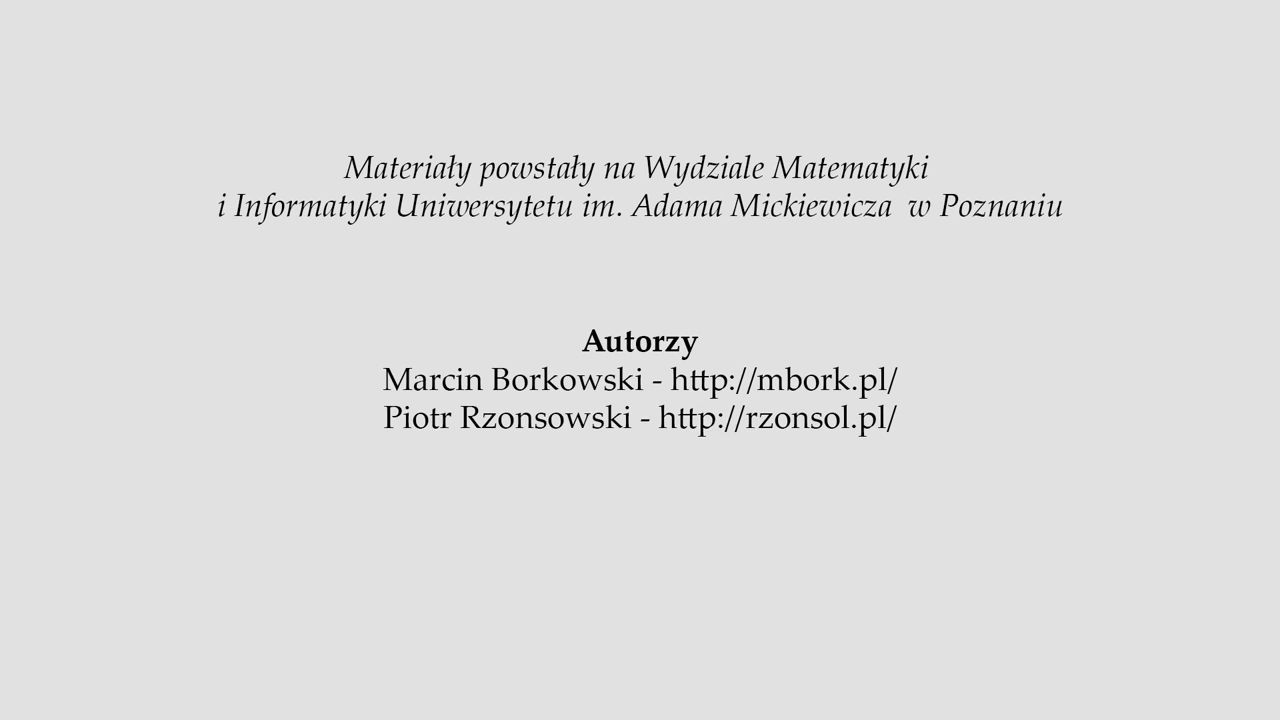 Materiały powstały na Wydziale Matematyki
i Informatyki Uniwersytetu im. Adama Mickiewicza w Poznaniu
Autorzy
Marcin Borkowski - http://mbork.pl/
Piotr Rzonsowski - http://rzonsol.pl/